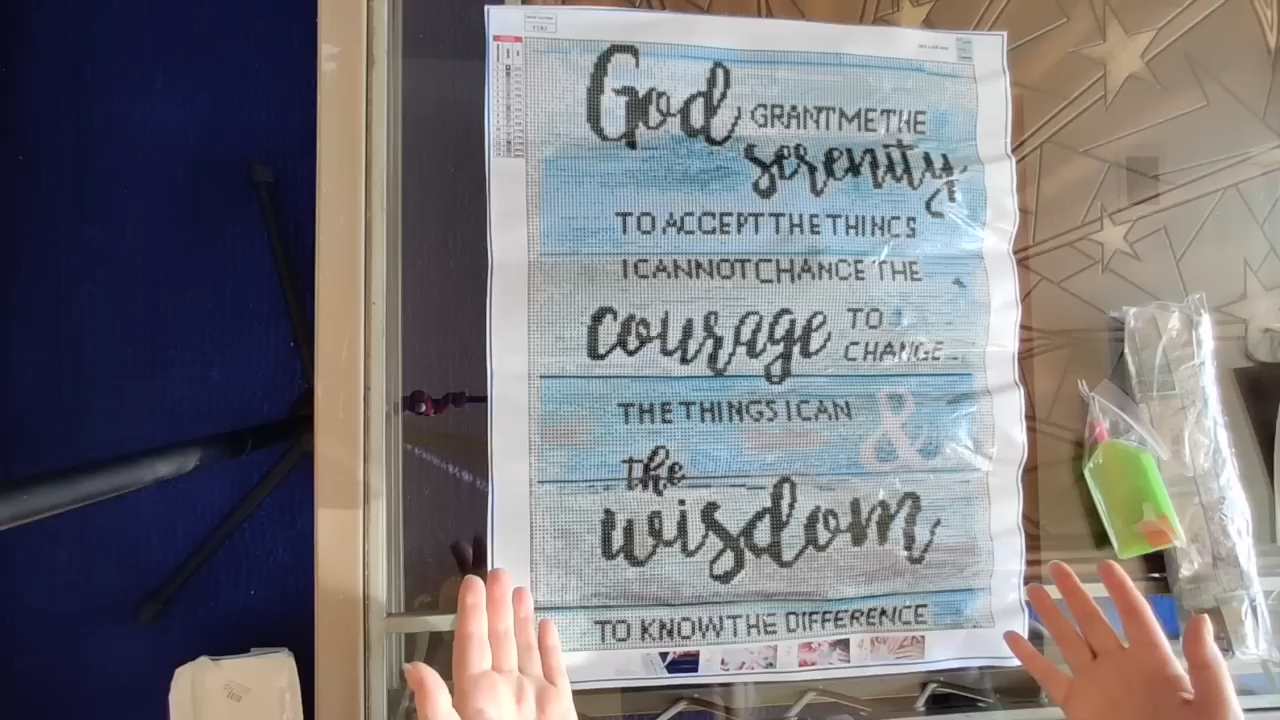 God GRANT ME THE
serenity
TO ACCEPT THE THINGS
I CANNOT CHANGE THE
courage TO
CHANGE
THE THINGS I CAN &
the
wisdom
TO KNOW THE DIFFERENCE